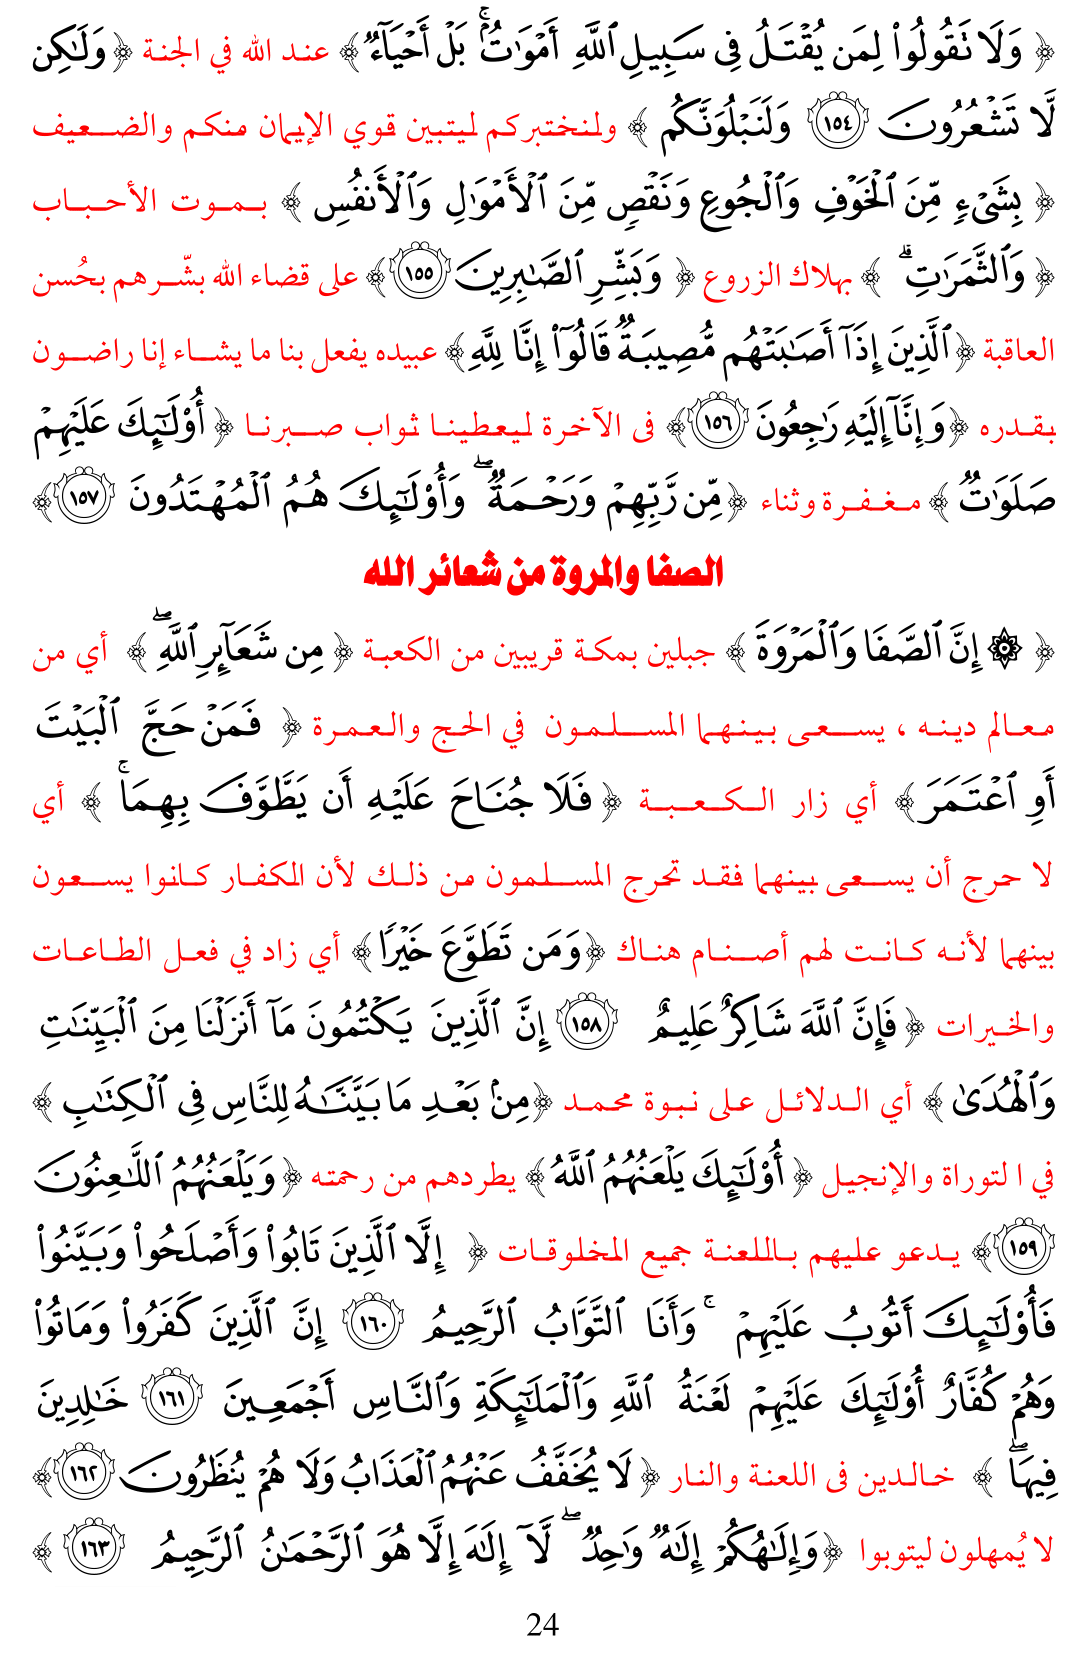 ﴿ وَلَا تَقُولُوا۟ لِمَن يُقْتَلُ فِى سَبِيلِ ٱللَّهِ أَمْوَٰتٌۢ ۚ بَلْ أَحْيَآءٌ ﴾ عند الله في الجنة ﴿ وَلَٰكِن
لَّا تَشْعُرُونَ ١٥٤ وَلَنَبْلُوَنَّكُم ﴾ ولنختبركم ليتبين قوي الإيمان منكم والضعيف
﴿ بِشَىْءٍ مِّنَ ٱلْخَوْفِ وَٱلْجُوعِ وَنَقْصٍ مِّنَ ٱلْأَمْوَٰلِ وَٱلْأَنفُسِ ﴾ بموت الأحباب
﴿ وَٱلثَّمَرَٰتِ ۗ ﴾ بهلاك الزروع ﴿ وَبَشِّرِ ٱلصَّٰبِرِينَ ١٥٥ ﴾ على قضاء الله بشّرهم بحُسن
العاقبة ﴿ ٱلَّذِينَ إِذَآ أَصَٰبَتْهُم مُّصِيبَةٌ قَالُوٓا۟ إِنَّا لِلَّهِ ﴾ عبيده يفعل بنا ما يشاء إنا راضون
بقدره ﴿ وَإِنَّآ إِلَيْهِ رَٰجِعُونَ ١٥٦ ﴾ فى الآخرة ليعطينا ثواب صبرنا ﴿ أُو۟لَٰٓئِكَ عَلَيْهِمْ
صَلَوَٰتٌ ﴾ مغفرة وثناء ﴿ مِّن رَّبِّهِمْ وَرَحْمَةٌ ۖ وَأُو۟لَٰٓئِكَ هُمُ ٱلْمُهْتَدُونَ ١٥٧ ﴾
الصفا والمروة من شعائر الله
﴿ ۞ إِنَّ ٱلصَّفَا وَٱلْمَرْوَةَ ﴾ جبلين بمكة قريبين من الكعبة ﴿ مِن شَعَآئِرِ ٱللَّهِ ۖ ﴾ أي من
معالم دينه ، يسعى بينهما المسلمون في الحج والعمرة ﴿ فَمَنْ حَجَّ ٱلْبَيْتَ
أَوِ ٱعْتَمَرَ ﴾ أي زار الكعبة ﴿ فَلَا جُنَاحَ عَلَيْهِ أَن يَطَّوَّفَ بِهِمَا ۚ ﴾ أي
لا حرج أن يسعى بينهما فقد تحرج المسلمون من ذلك لأن الكفار كانوا يسعون
بينهما لأنه كانت لهم أصنام هناك ﴿ وَمَن تَطَوَّعَ خَيْرًا ﴾ أي زاد في فعل الطاعات
والخيرات ﴿ فَإِنَّ ٱللَّهَ شَاكِرٌ عَلِيمٌ ١٥٨ إِنَّ ٱلَّذِينَ يَكْتُمُونَ مَآ أَنزَلْنَا مِنَ ٱلْبَيِّنَٰتِ
وَٱلْهُدَىٰ ﴾ أي الدلائل على نبوة محمد ﴿ مِنۢ بَعْدِ مَا بَيَّنَّٰهُ لِلنَّاسِ فِى ٱلْكِتَٰبِ ﴾
في التوراة والإنجيل ﴿ أُو۟لَٰٓئِكَ يَلْعَنُهُمُ ٱللَّهُ ﴾ يطردهم من رحمته ﴿ وَيَلْعَنُهُمُ ٱللَّٰعِنُونَ
١٥٩ ﴾ يدعو عليهم باللعنة جميع المخلوقات ﴿ إِلَّا ٱلَّذِينَ تَابُوا۟ وَأَصْلَحُوا۟ وَبَيَّنُوا۟
فَأُو۟لَٰٓئِكَ أَتُوبُ عَلَيْهِمْ ۚ وَأَنَا ٱلتَّوَّابُ ٱلرَّحِيمُ ١٦٠ إِنَّ ٱلَّذِينَ كَفَرُوا۟ وَمَاتُوا۟
وَهُمْ كُفَّارٌ أُو۟لَٰٓئِكَ عَلَيْهِمْ لَعْنَةُ ٱللَّهِ وَٱلْمَلَٰٓئِكَةِ وَٱلنَّاسِ أَجْمَعِينَ ١٦١ خَٰلِدِينَ
فِيهَا ۖ ﴾ خالدين فى اللعنة والنار ﴿ لَا يُخَفَّفُ عَنْهُمُ ٱلْعَذَابُ وَلَا هُمْ يُنظَرُونَ ١٦٢ ﴾
لا يُمهلون ليتوبوا ﴿ وَإِلَٰهُكُمْ إِلَٰهٌ وَٰحِدٌ ۖ لَّآ إِلَٰهَ إِلَّا هُوَ ٱلرَّحْمَٰنُ ٱلرَّحِيمُ ١٦٣ ﴾
24